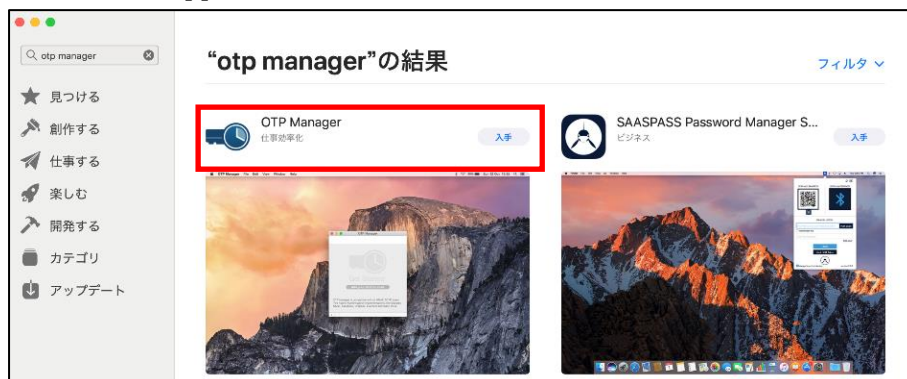 otp manager
"otp manager"の結果
フィルタ
見つける
創作する
仕事する
楽しむ
開発する
カテゴリ
アップデート
OTP Manager
仕事効率化
入手
SAASPASS Password Manager S...
ビジネス
入手